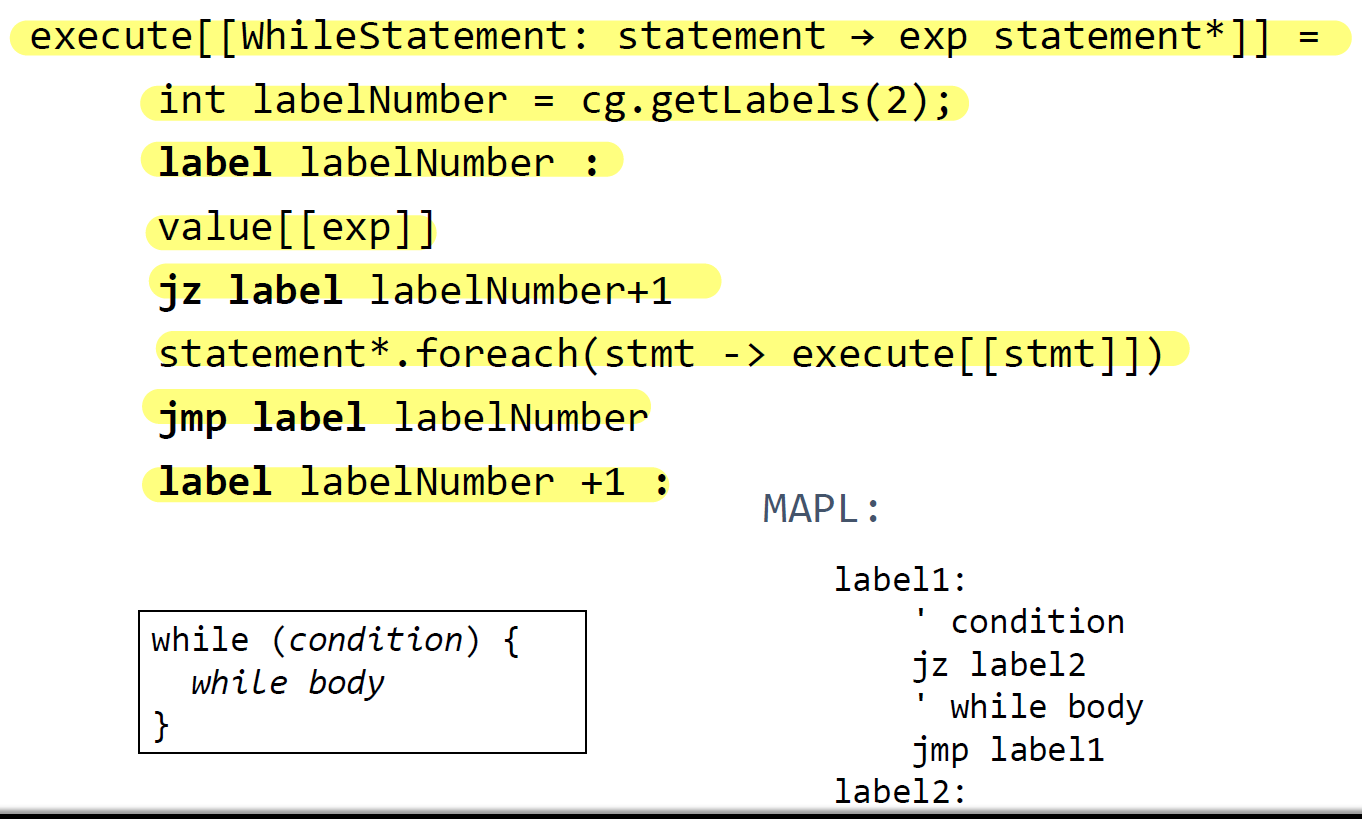 execute[[WhileStatement: statement → exp statement*]] =
int labelNumber = cg.getLabels(2);
label labelNumber :
value[[exp]]
jz label labelNumber+1
statement*.foreach(stmt -> execute[[stmt]])
jmp label labelNumber
label labelNumber +1 :
MAPL:
label1:
' condition
jz label2
' while body
jmp label1
label2:
while (condition) {
while body
}